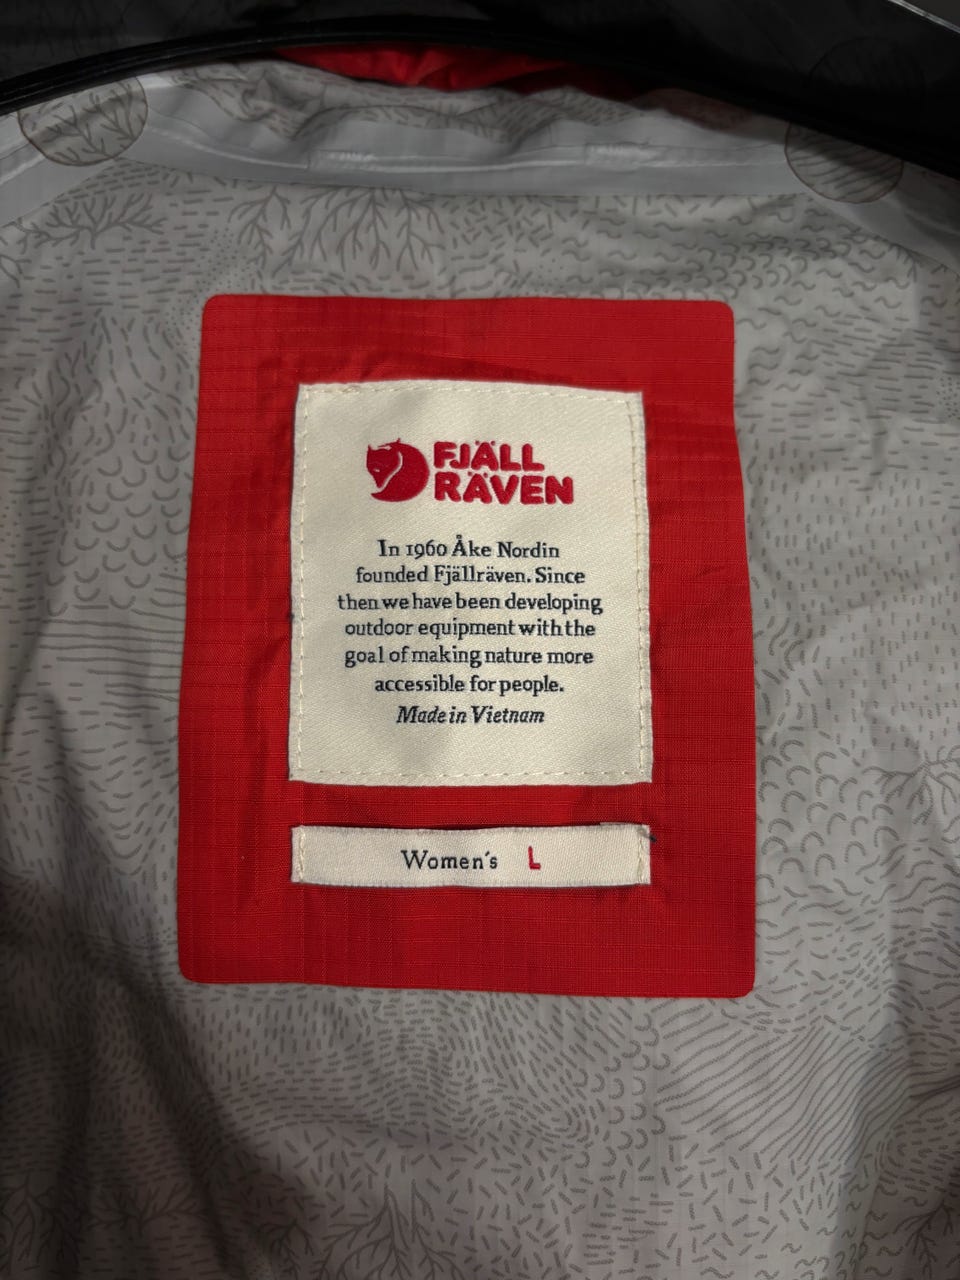 FJÄLL
RÄVEN
In 1960 Åke Nordin
founded Fjällräven. Since
then we have been developing
outdoor equipment with the
goal of making nature more
accessible for people.
Made in Vietnam
Women´s L